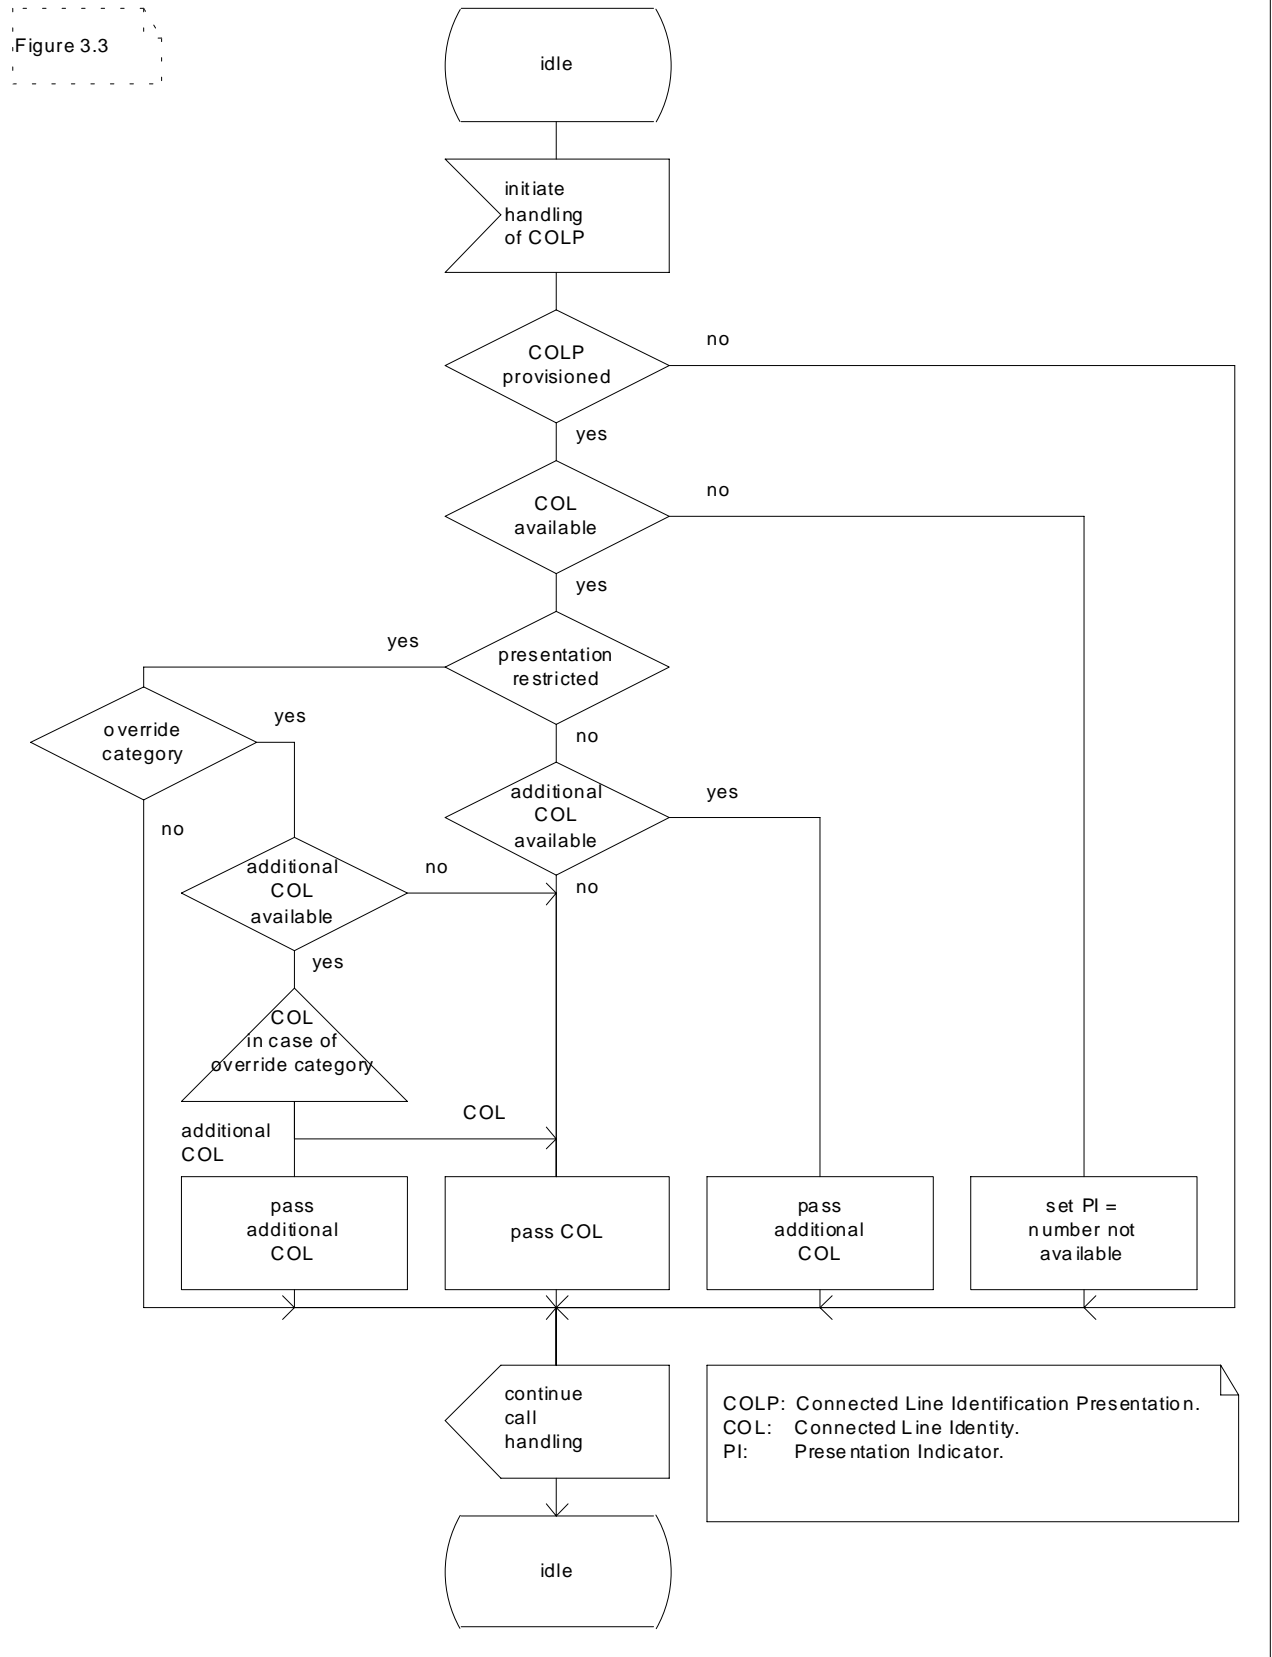 Figure 3.3
idle
initiate
handling
of COLP
COLP
provisioned
no
yes
COL
available
no
yes
presentation
restricted
yes
no
override
category
yes
no
additional
COL
available
yes
no
additional
COL
available
no
yes
COL
in case of
override category
COL
additional
COL
pass
additional
COL
pass COL
pass
additional
COL
set PI =
number not
available
continue
call
handling
COLP: Connected Line Identification Presentation.
COL: Connected Line Identity.
PI: Presentation Indicator.
idle